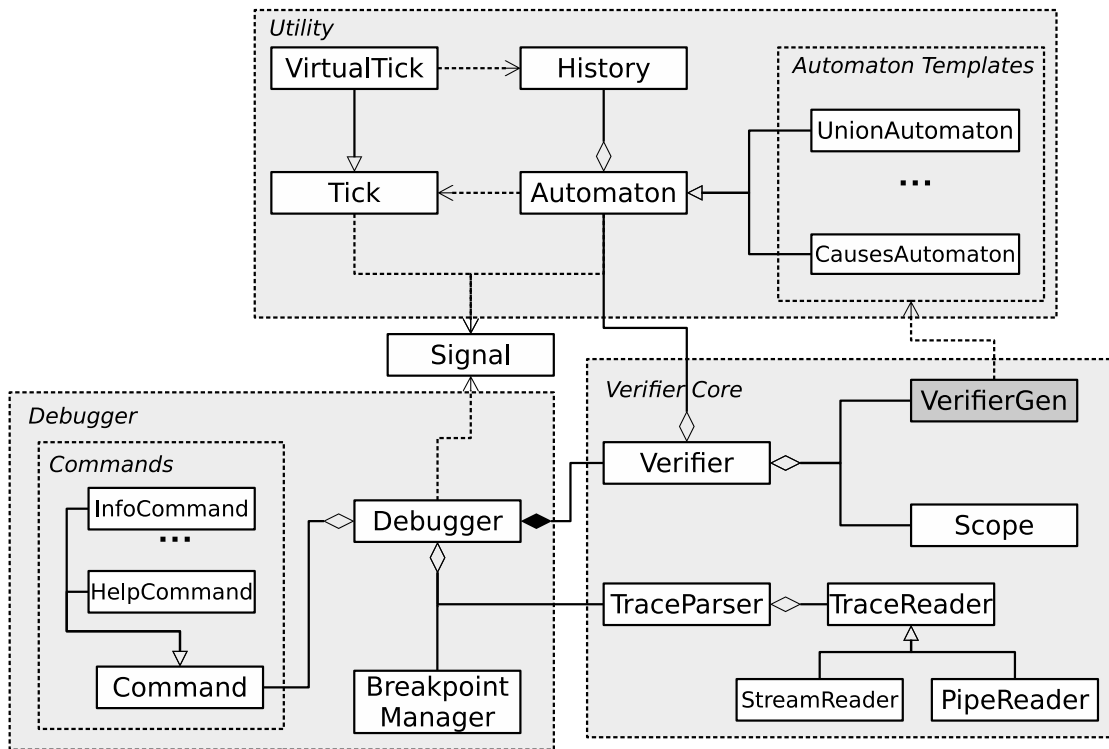 Utility
VirtualTick
History
Automaton Templates
UnionAutomaton
...
Tick
Automaton
CausesAutomaton
Signal
Verifier Core
VerifierGen
Debugger
Commands
Verifier
InfoCommand
...
Debugger
Scope
HelpCommand
TraceParser
TraceReader
Command
Breakpoint
Manager
StreamReader
PipeReader